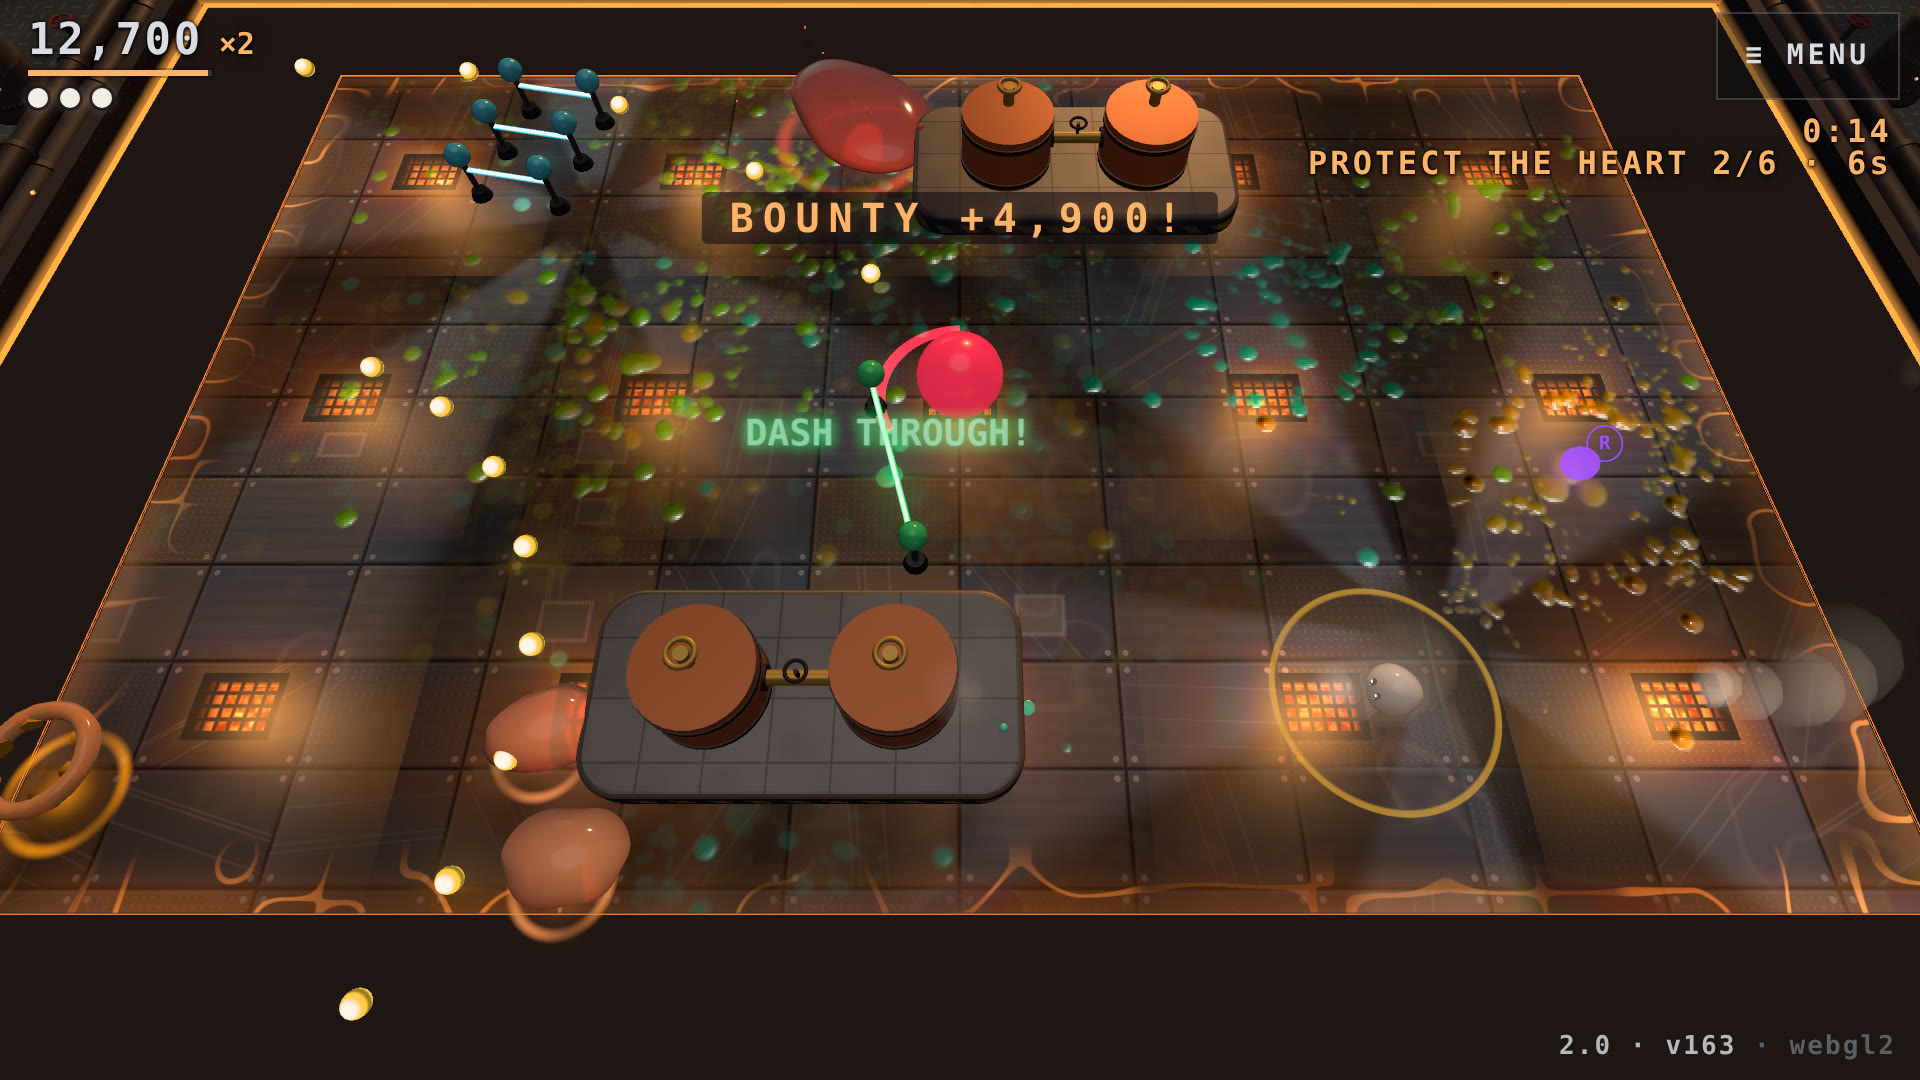 12,700 ×2
≡ MENU
0:14
PROTECT THE HEART 2/6 · 6s
BOUNTY +4,900!
DASH THROUGH!
R
2.0 · v163 · webgl2